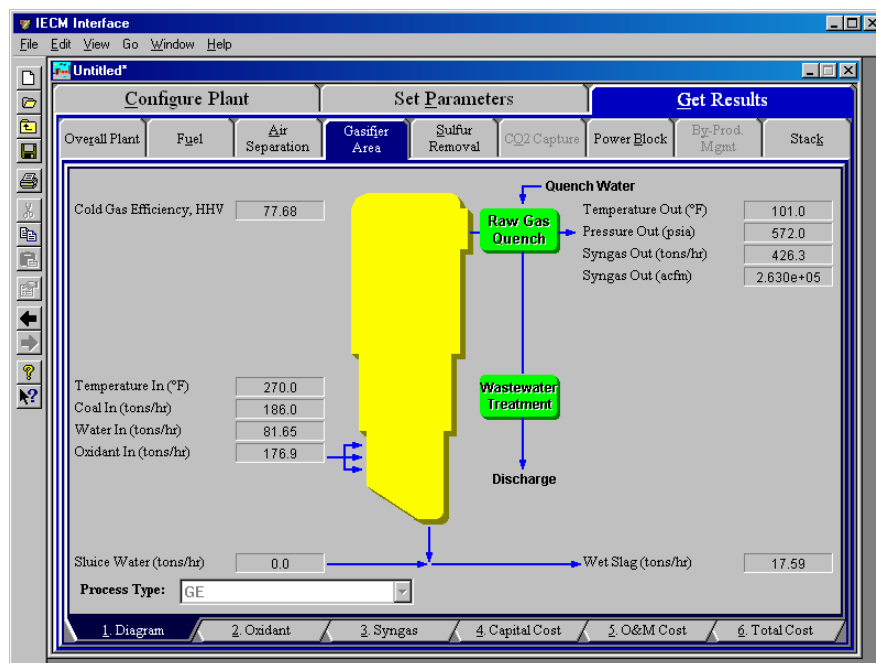 IECM Interface
File Edit View Go Window Help
Untitled*
Configure Plant Set Parameters Get Results
Overall Plant Fuel Air Separation Gasifier Area Sulfur Removal CO2 Capture Power Block By-Prod. Mgmt Stack
Quench Water
Cold Gas Efficiency, HHV 77.68
Raw Gas Quench
Temperature Out (°F) 101.0
Pressure Out (psia) 572.0
Syngas Out (tons/hr) 426.3
Syngas Out (acfm) 2.630e+05
Temperature In (°F) 270.0
Coal In (tons/hr) 186.0
Water In (tons/hr) 81.65
Oxidant In (tons/hr) 176.9
Wastewater Treatment
Discharge
Sluice Water (tons/hr) 0.0
Wet Slag (tons/hr) 17.59
Process Type: GE
1. Diagram 2. Oxidant 3. Syngas 4. Capital Cost 5. O&M Cost 6. Total Cost